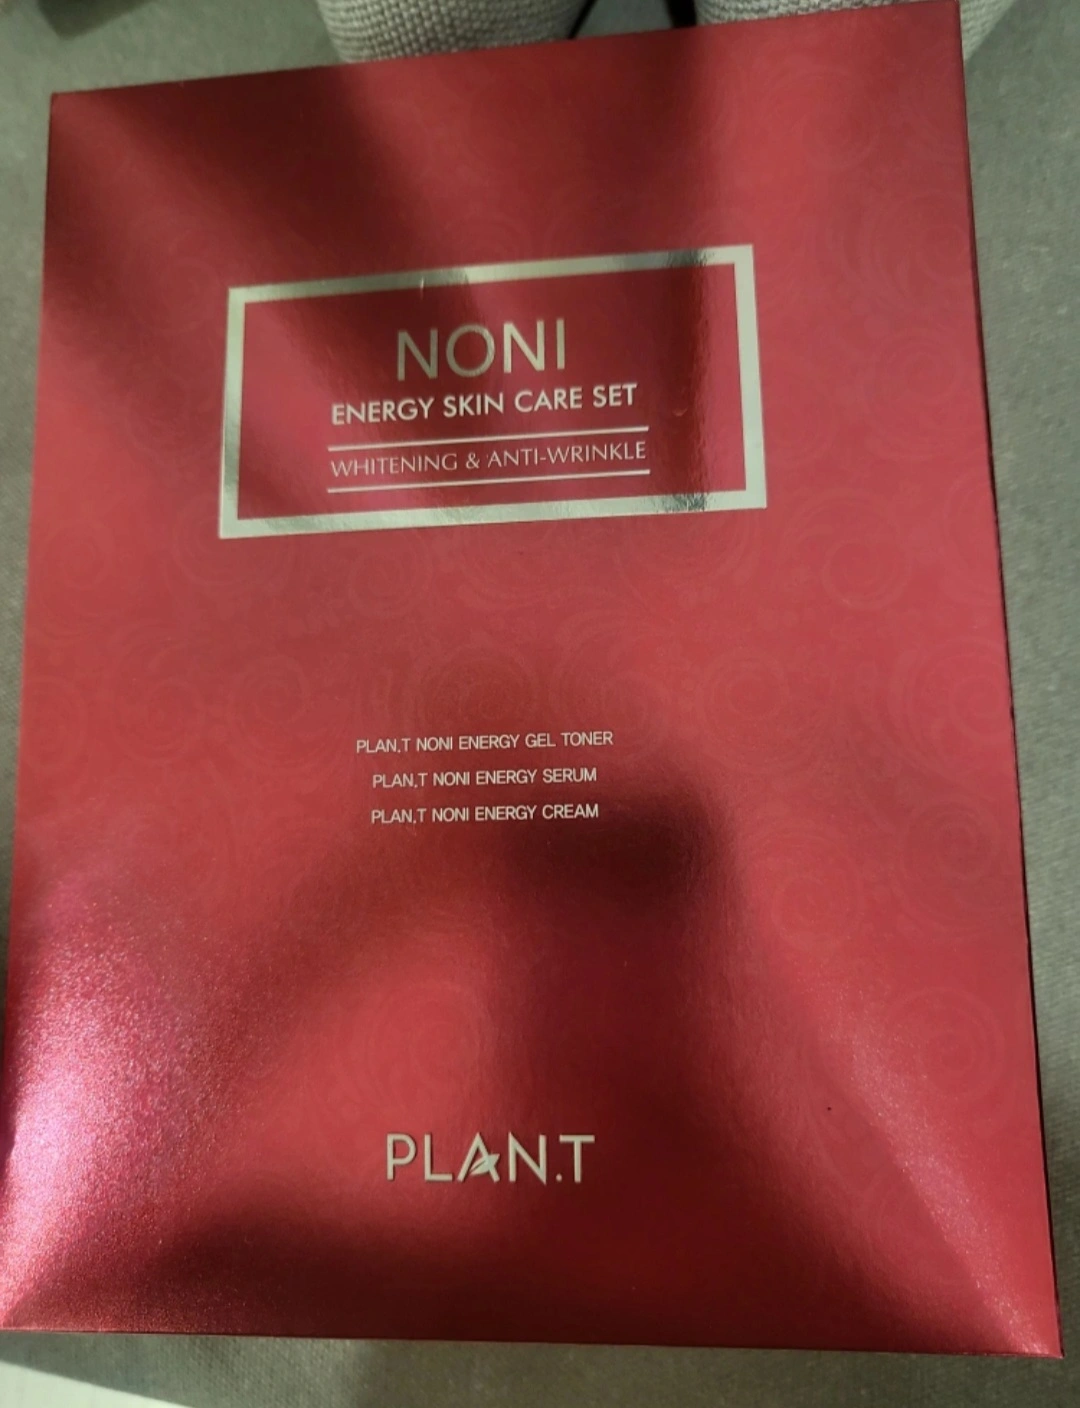 NONI
ENERGY SKIN CARE SET
WHITENING & ANTI-WRINKLE
PLAN.T NONI ENERGY GEL TONER
PLAN.T NONI ENERGY SERUM
PLAN.T NONI ENERGY CREAM
PLAN.T